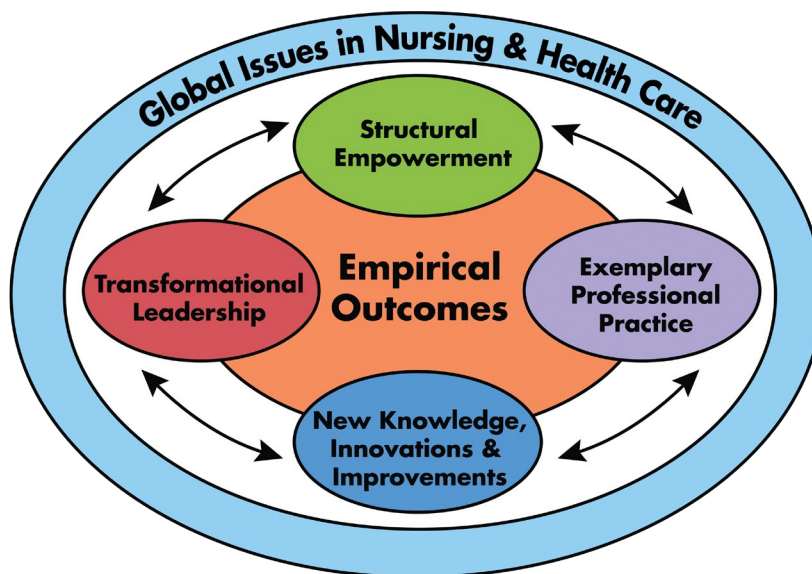 Global Issues in Nursing & Health Care
Structural
Empowerment
Transformational
Leadership
Empirical
Outcomes
Exemplary
Professional
Practice
New Knowledge,
Innovations &
Improvements